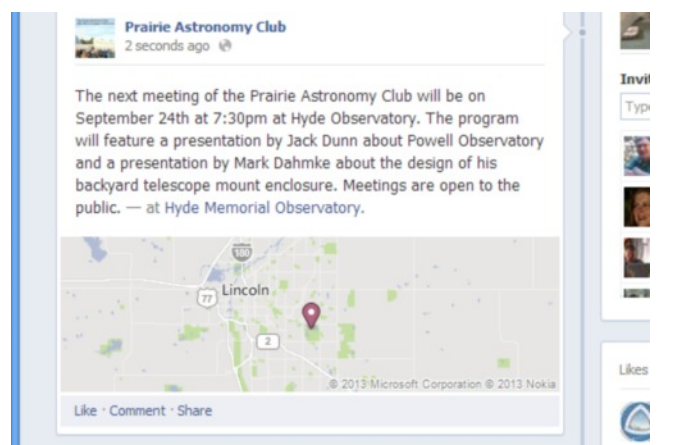 Prairie Astronomy Club
2 seconds ago
The next meeting of the Prairie Astronomy Club will be on
September 24th at 7:30pm at Hyde Observatory. The program
will feature a presentation by Jack Dunn about Powell Observatory
and a presentation by Mark Dahmke about the design of his
backyard telescope mount enclosure. Meetings are open to the
public. — at Hyde Memorial Observatory.
180
77
Lincoln
2
© 2013 Microsoft Corporation © 2013 Nokia
Like · Comment · Share
Invit
Type
Likes